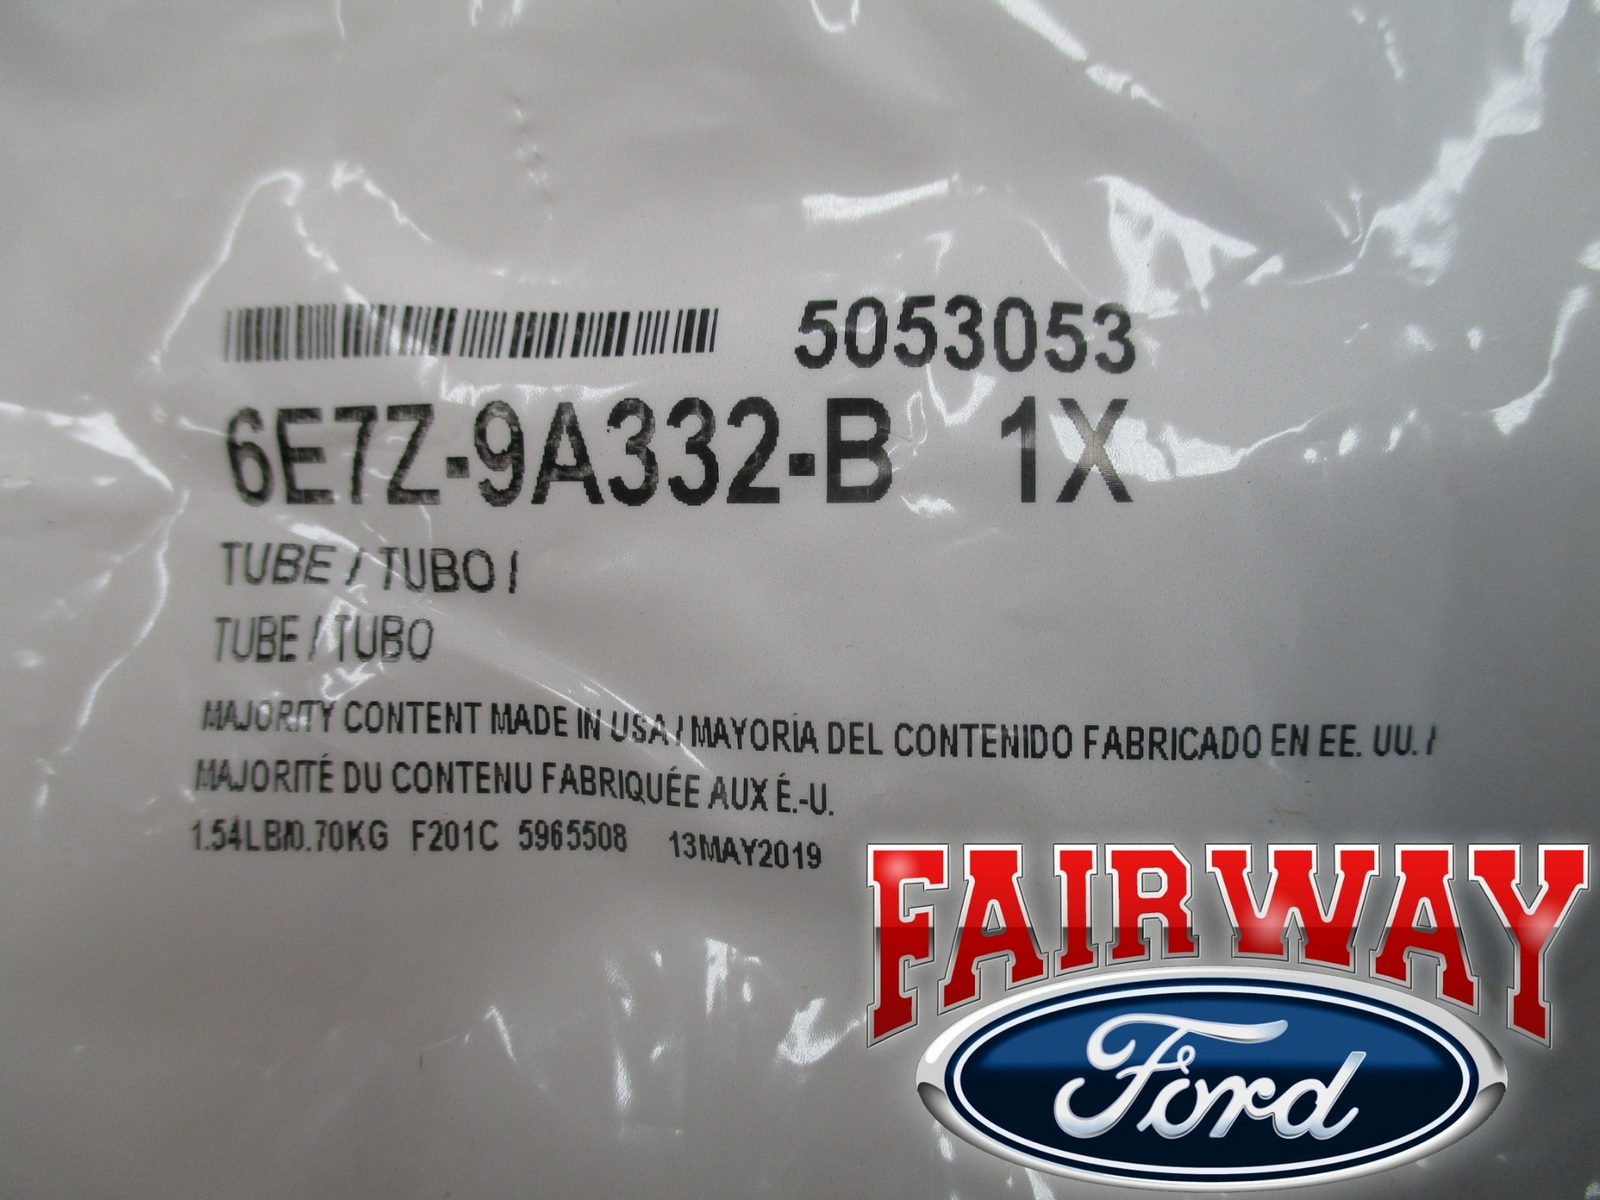 5053053
6E7Z-9A332-B 1X
TUBE / TUBO /
TUBE / TUBO
MAJORITY CONTENT MADE IN USA / MAYORÍA DEL CONTENIDO FABRICADO EN EE. UU. /
MAJORITÉ DU CONTENU FABRIQUÉE AUX É.-U.
1.54LB/0.70KG F201C 5965508 13MAY2019
FAIRWAY
Ford